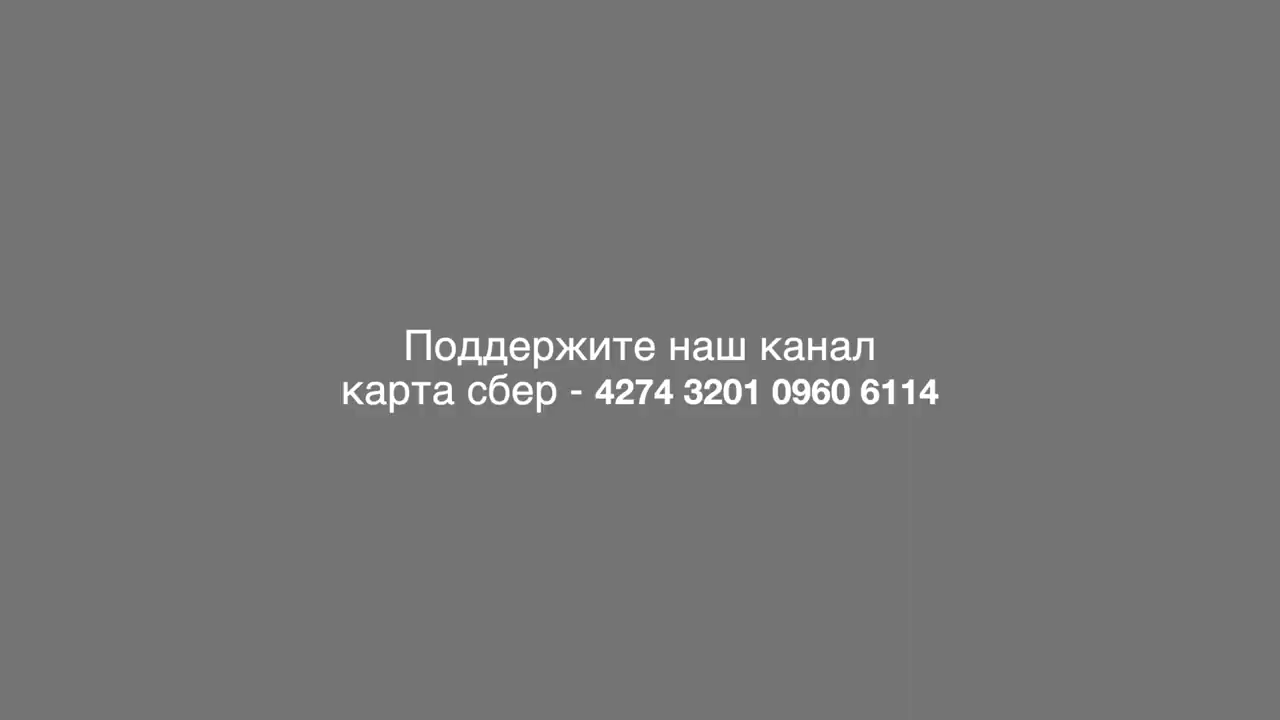 Поддержите наш канал
карта сбер - 4274 3201 0960 6114